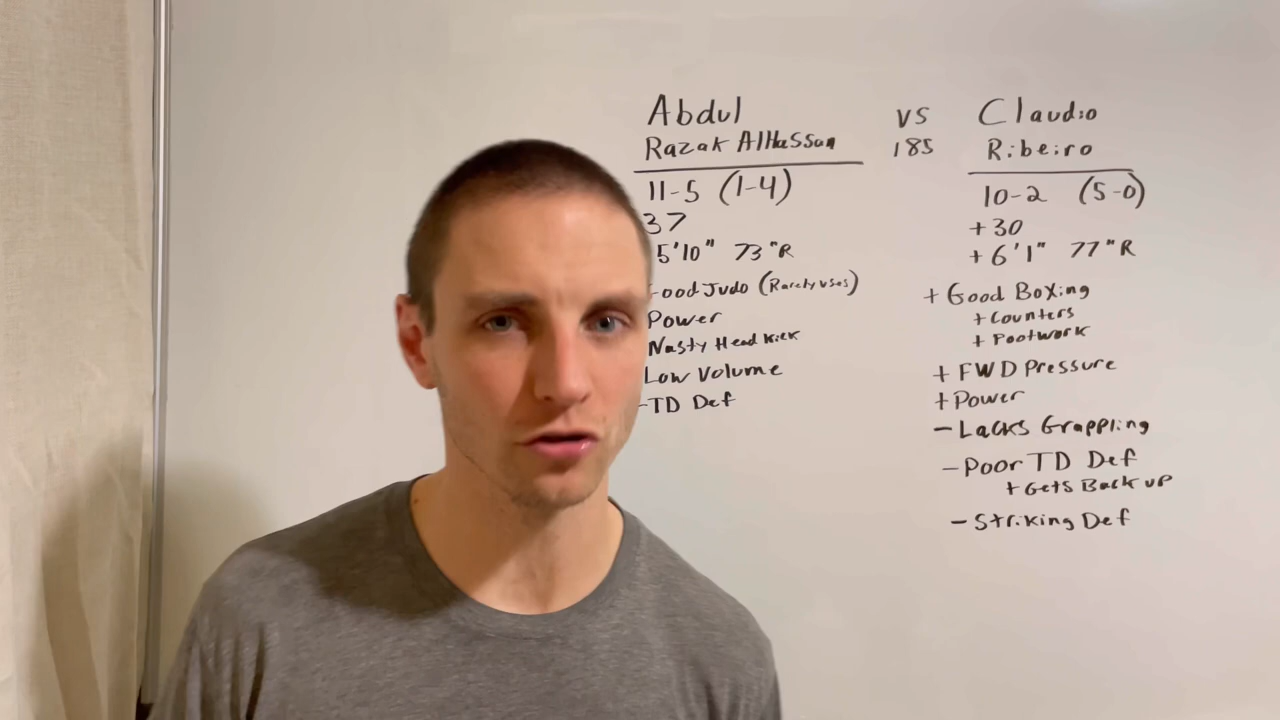 Abdul
Razak AlHassan
11-5 (1-4)
37
5'10" 73"R
Good Judo (Rarely uses)
Power
Nasty Head Kick
Low Volume
-TD Def
VS
185
Claudio
Ribeiro
10-2 (5-0)
+30
+6'1" 77"R
+ Good Boxing
+ Counters
+ Footwork
+ FWD Pressure
+ Power
- Lacks Grappling
- Poor TD Def
+ Gets Back up
- Striking Def